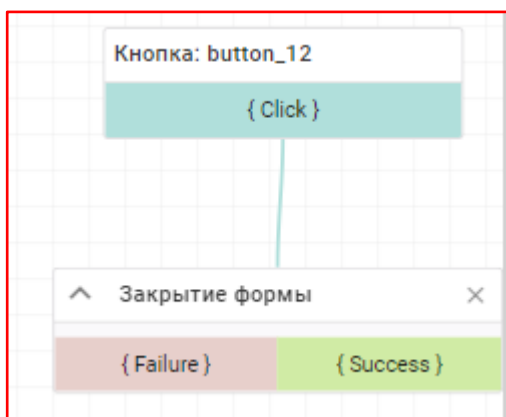 Кнопка: button_12
{ Click }
Закрытие формы
{ Failure }
{ Success }